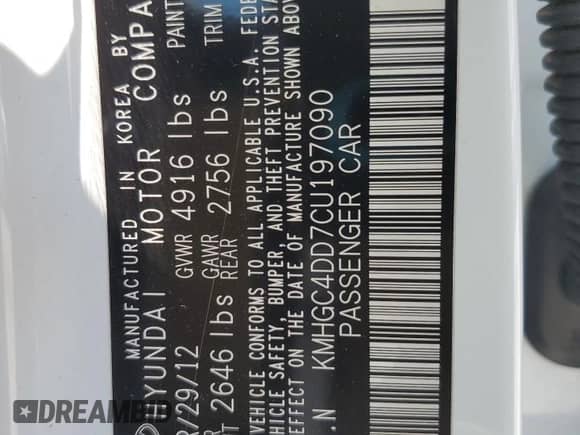 MANUFACTURED IN KOREA BY
HYUNDAI MOTOR COMPA
/29/12 GVWR 4916 lbs PAINT
GAWR
2646 lbs REAR 2756 lbs TRIM
VEHICLE CONFORMS TO ALL APPLICABLE U.S.A. FEDE
VEHICLE SAFETY, BUMPER, AND THEFT PREVENTION STA
EFFECT ON THE DATE OF MANUFACTURE SHOWN ABOV
.N KMHGC4DD7CU197090
PASSENGER CAR
DREAMBID